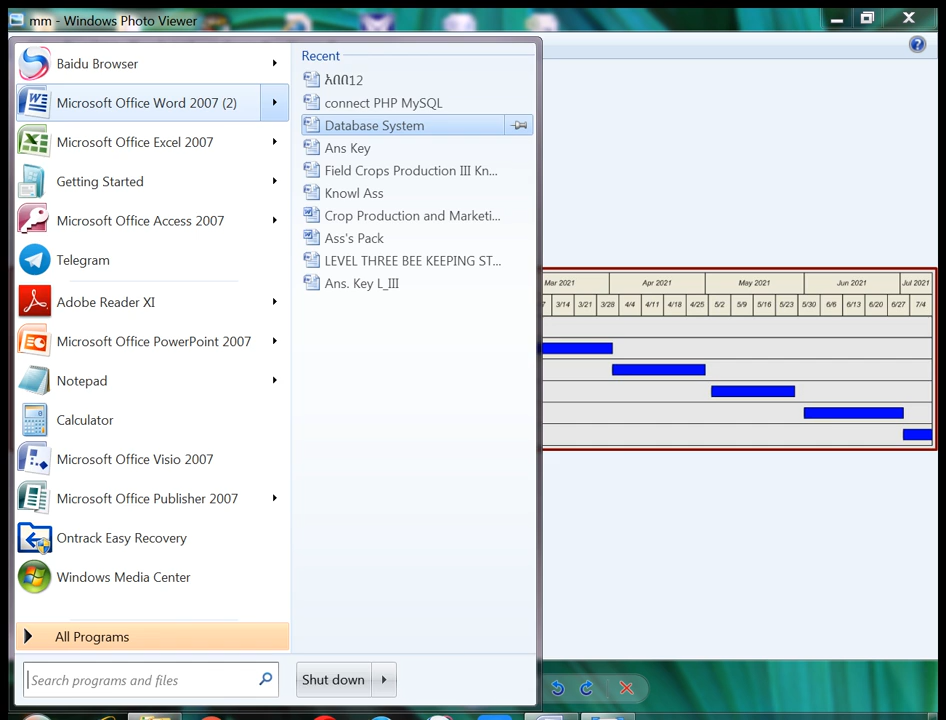 mm - Windows Photo Viewer
Baidu Browser
Microsoft Office Word 2007 (2)
Microsoft Office Excel 2007
Getting Started
Microsoft Office Access 2007
Telegram
Adobe Reader XI
Microsoft Office PowerPoint 2007
Notepad
Calculator
Microsoft Office Visio 2007
Microsoft Office Publisher 2007
Ontrack Easy Recovery
Windows Media Center
All Programs
Search programs and files
Shut down
Recent
አበበ12
connect PHP MySQL
Database System
Ans Key
Field Crops Production III Kn...
Knowl Ass
Crop Production and Marketi...
Ass's Pack
LEVEL THREE BEE KEEPING ST...
Ans. Key L_III
Mar 2021 Apr 2021 May 2021 Jun 2021 Jul 2021
3/14 3/21 3/28 4/4 4/11 4/18 4/25 5/2 5/9 5/16 5/23 5/30 6/6 6/13 6/20 6/27 7/4